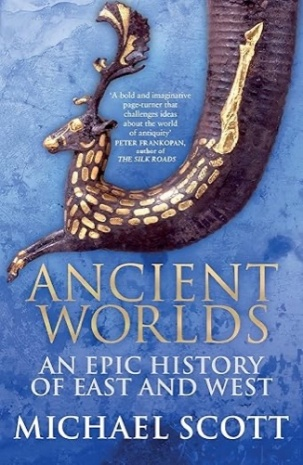 'A bold and imaginative
page-turner that
challenges ideas
about the world
of antiquity'
PETER FRANKOPAN,
author of
THE SILK ROADS
ANCIENT
WORLDS
AN EPIC HISTORY
OF EAST AND WEST
MICHAEL SCOTT